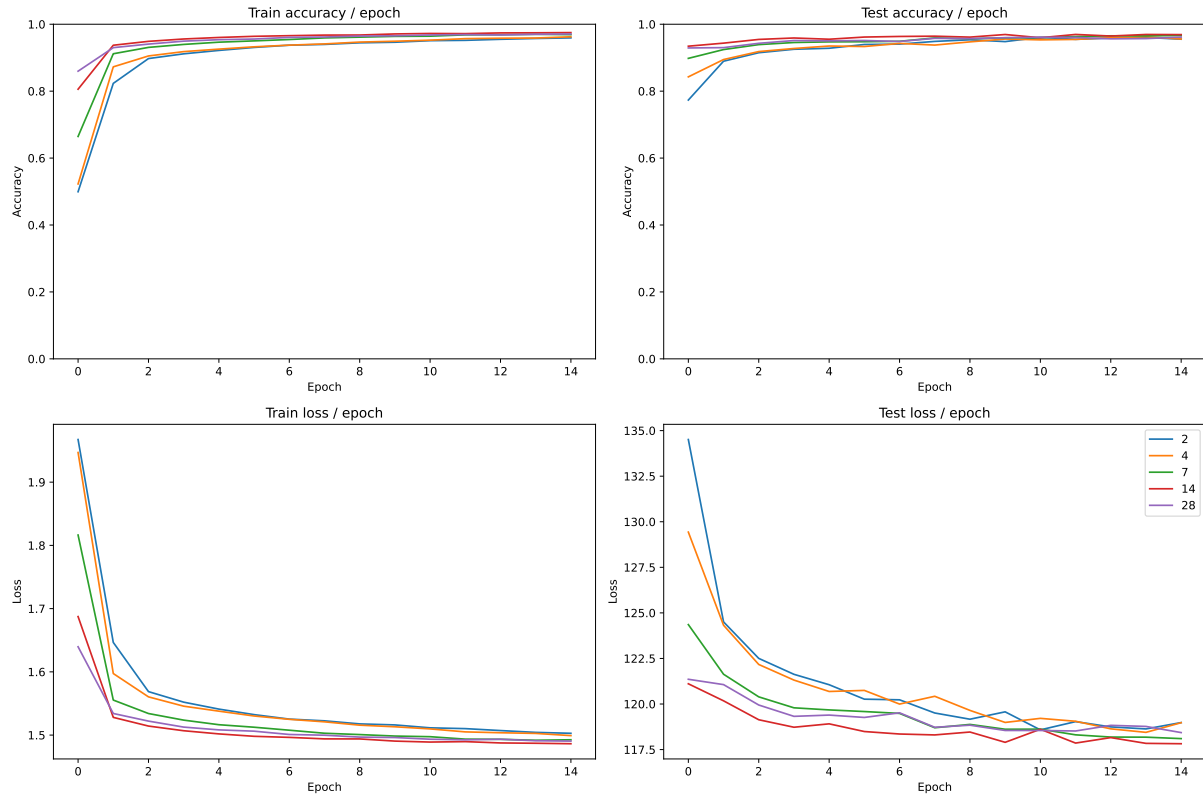 Train accuracy / epoch
1.0
0.8
0.6
0.4
0.2
0.0
Accuracy
0 2 4 6 8 10 12 14
Epoch
Test accuracy / epoch
1.0
0.8
0.6
0.4
0.2
0.0
Accuracy
0 2 4 6 8 10 12 14
Epoch
Train loss / epoch
1.9
1.8
1.7
1.6
1.5
Loss
0 2 4 6 8 10 12 14
Epoch
Test loss / epoch
135.0
132.5
130.0
127.5
125.0
122.5
120.0
117.5
Loss
0 2 4 6 8 10 12 14
Epoch
2
4
7
14
28